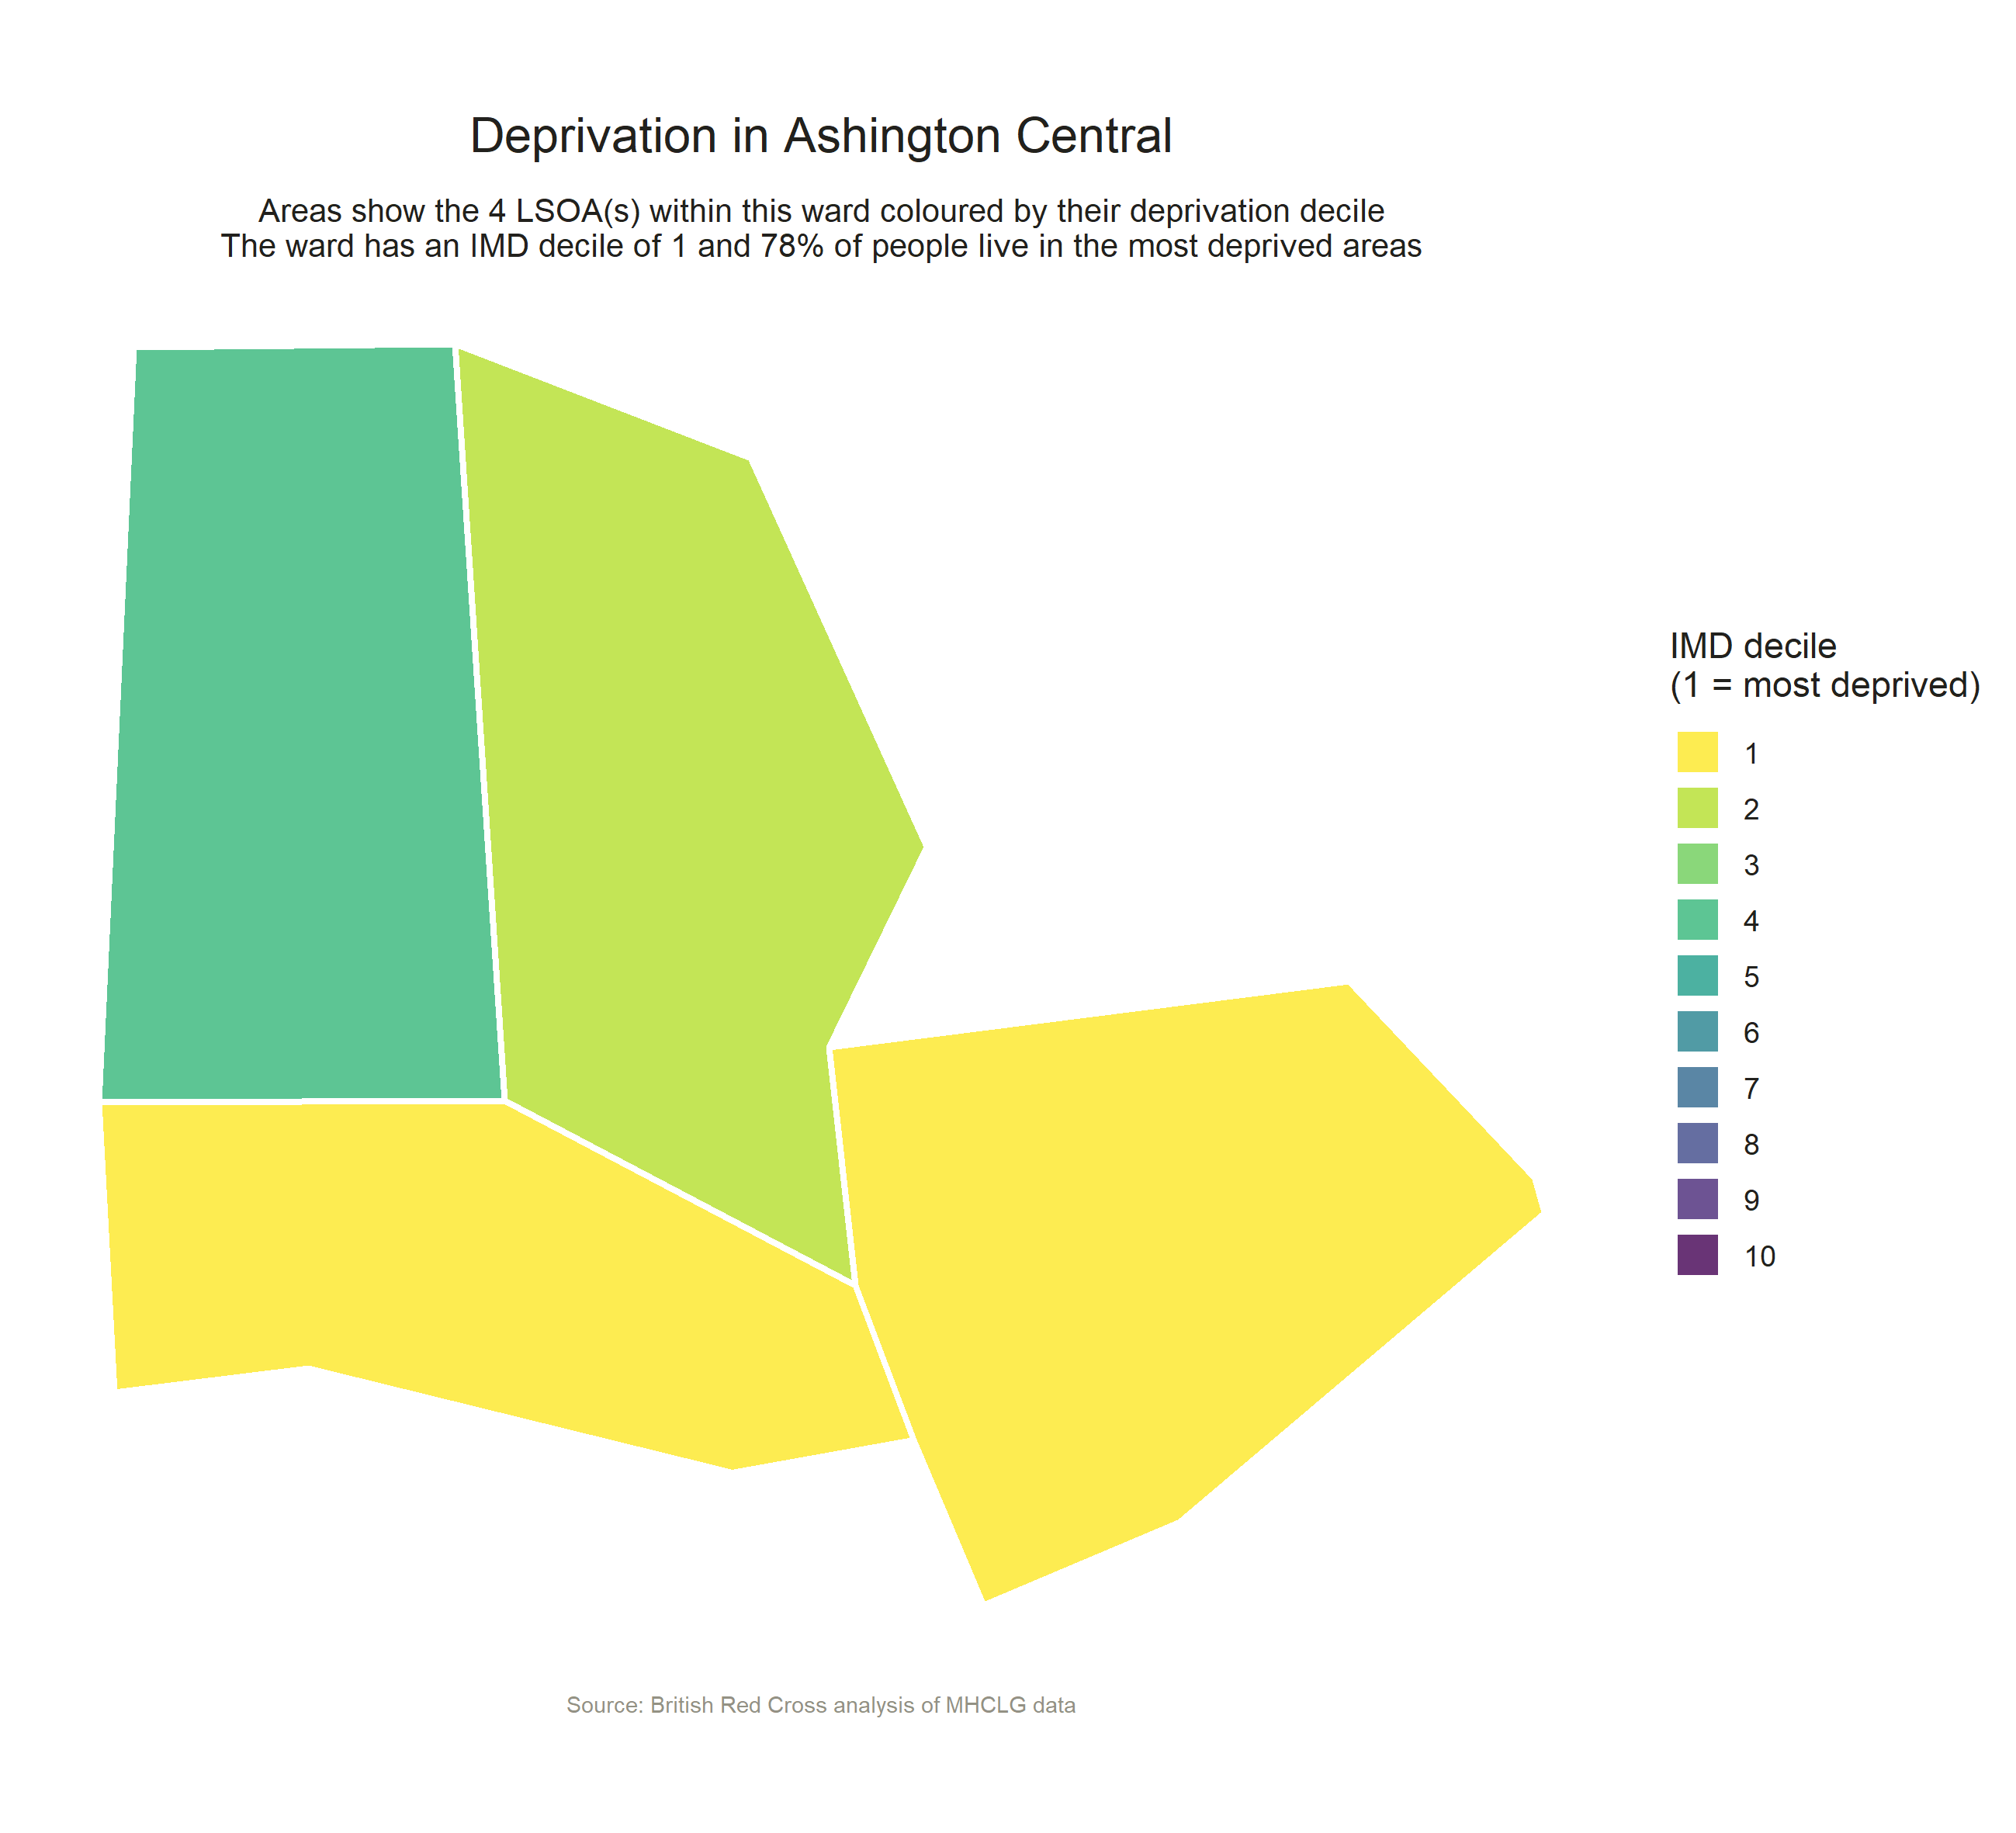 Deprivation in Ashington Central
Areas show the 4 LSOA(s) within this ward coloured by their deprivation decile
The ward has an IMD decile of 1 and 78% of people live in the most deprived areas
IMD decile
(1 = most deprived)
1
2
3
4
5
6
7
8
9
10
Source: British Red Cross analysis of MHCLG data